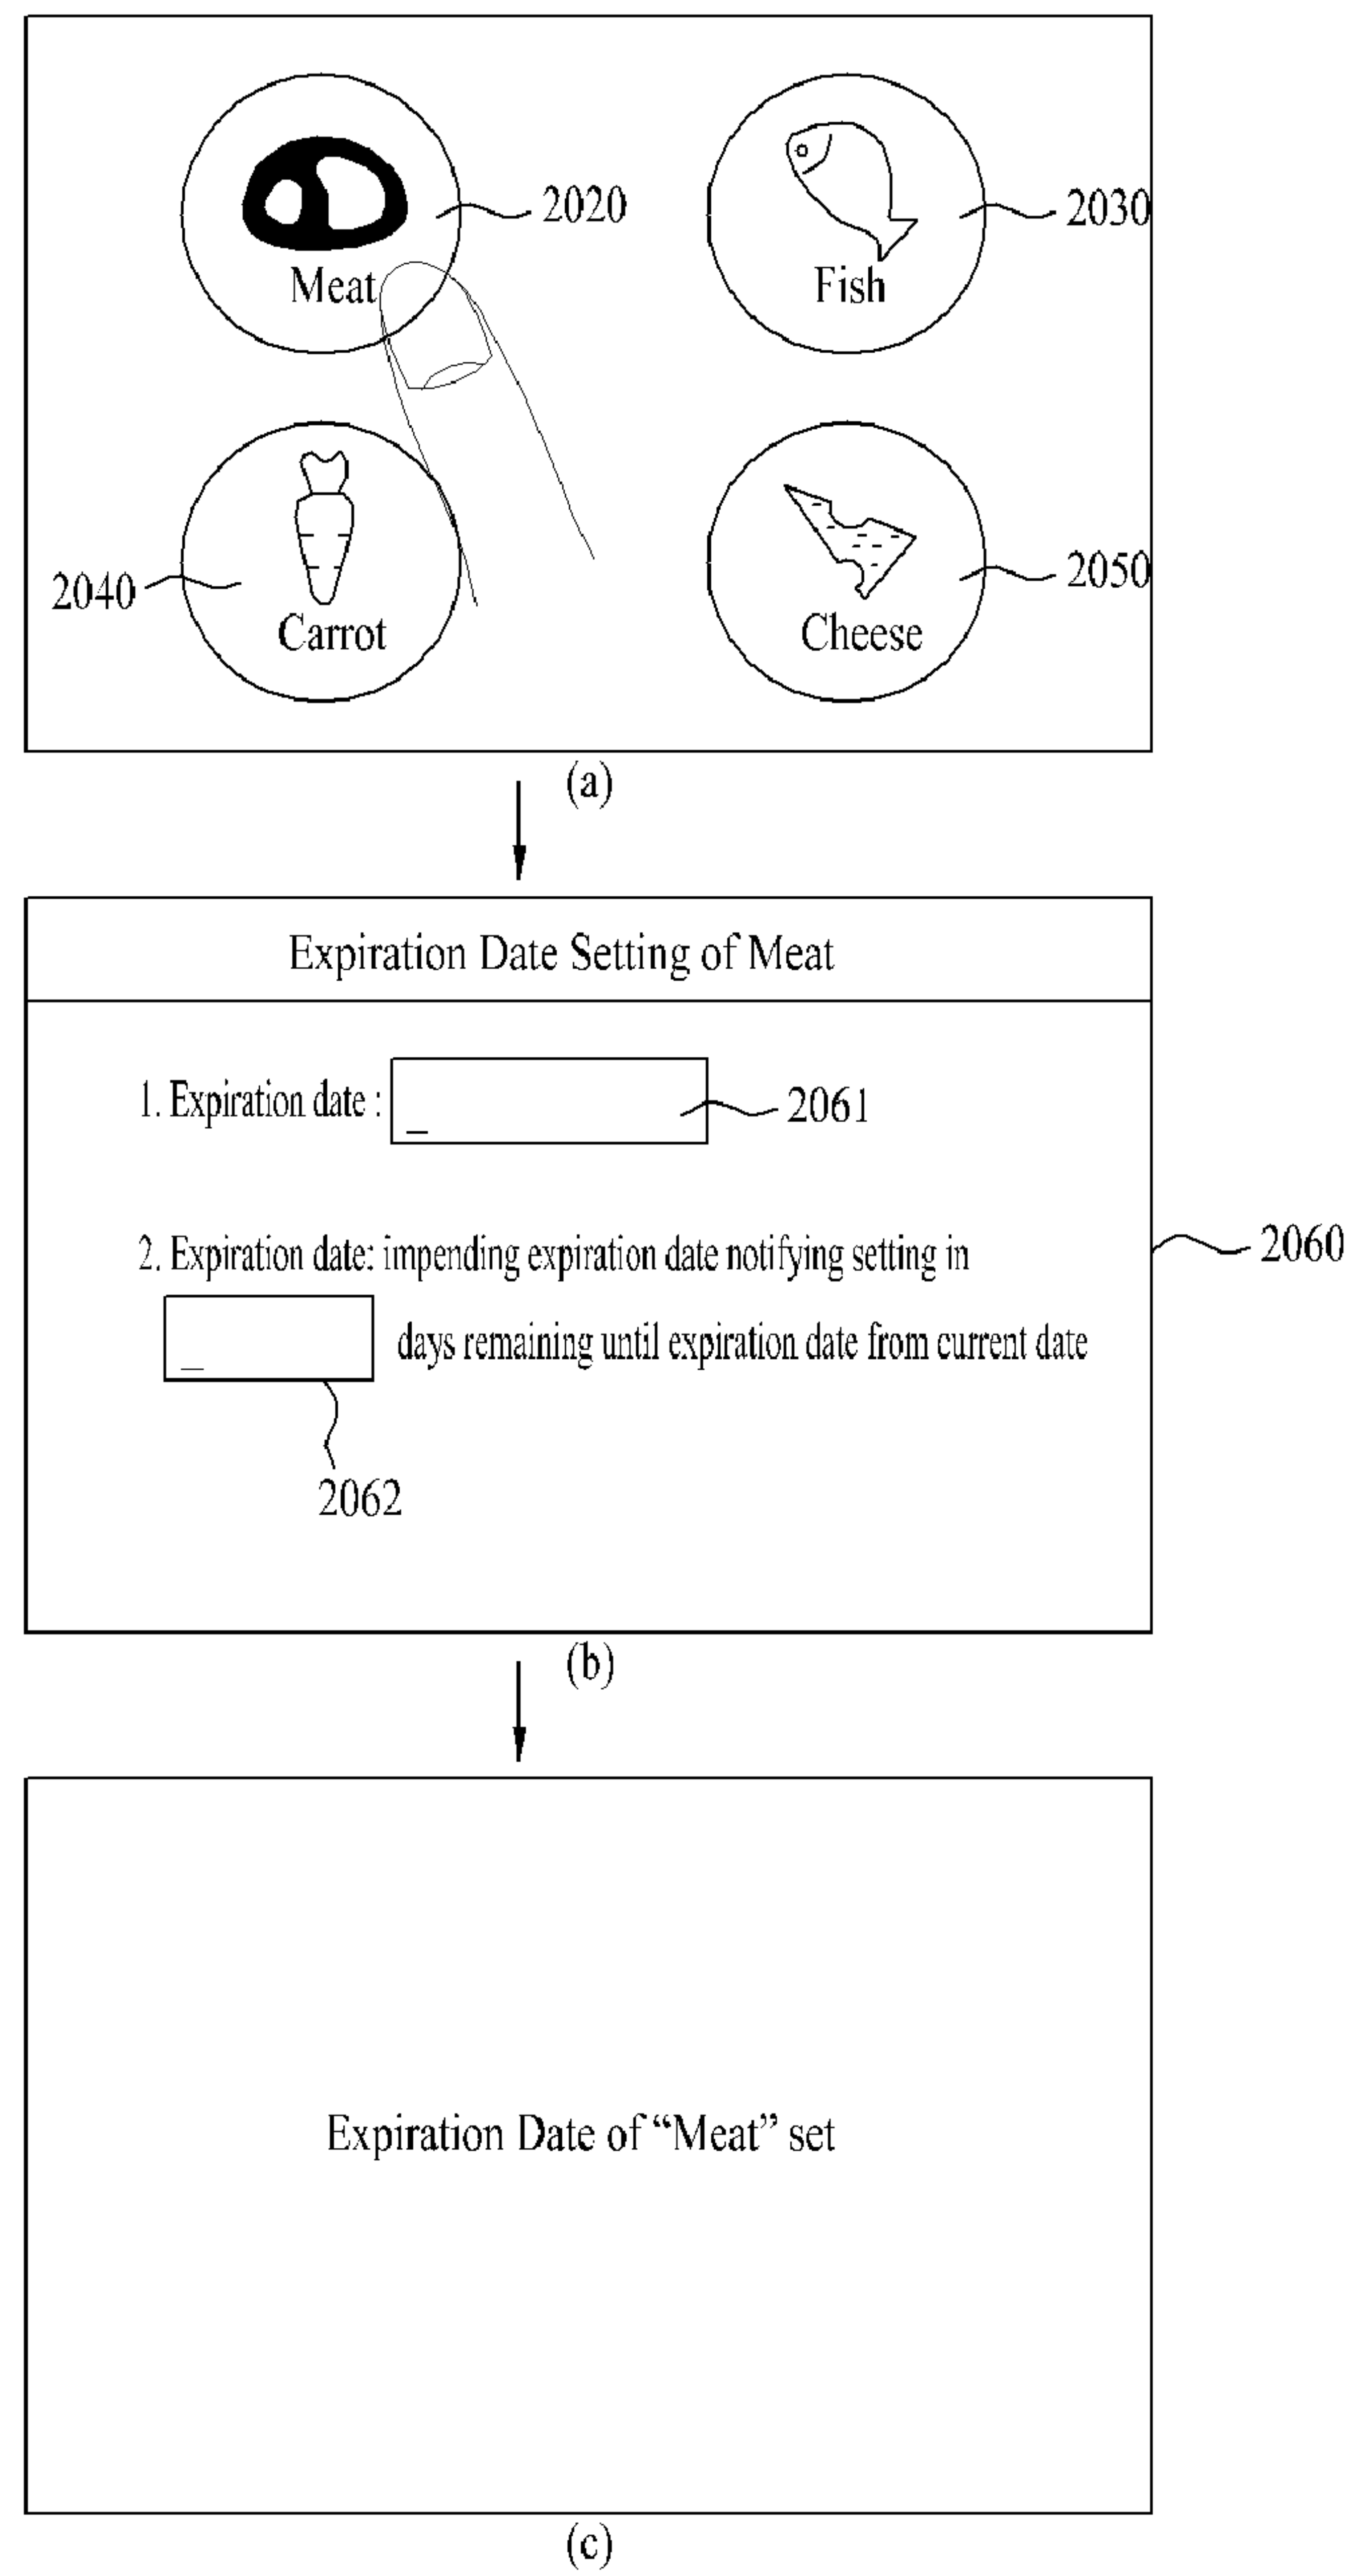 2020
2030
Meat
Fish
2040
2050
Carrot
Cheese
(a)
Expiration Date Setting of Meat
1. Expiration date :
2061
2. Expiration date: impending expiration date notifying setting in
2060
days remaining until expiration date from current date
2062
(b)
Expiration Date of “Meat” set
(c)